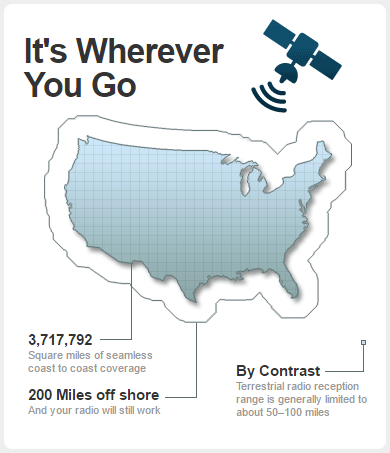 It's Wherever
You Go
3,717,792
Square miles of seamless
coast to coast coverage
200 Miles off shore
And your radio will still work
By Contrast
Terrestrial radio reception
range is generally limited to
about 50–100 miles